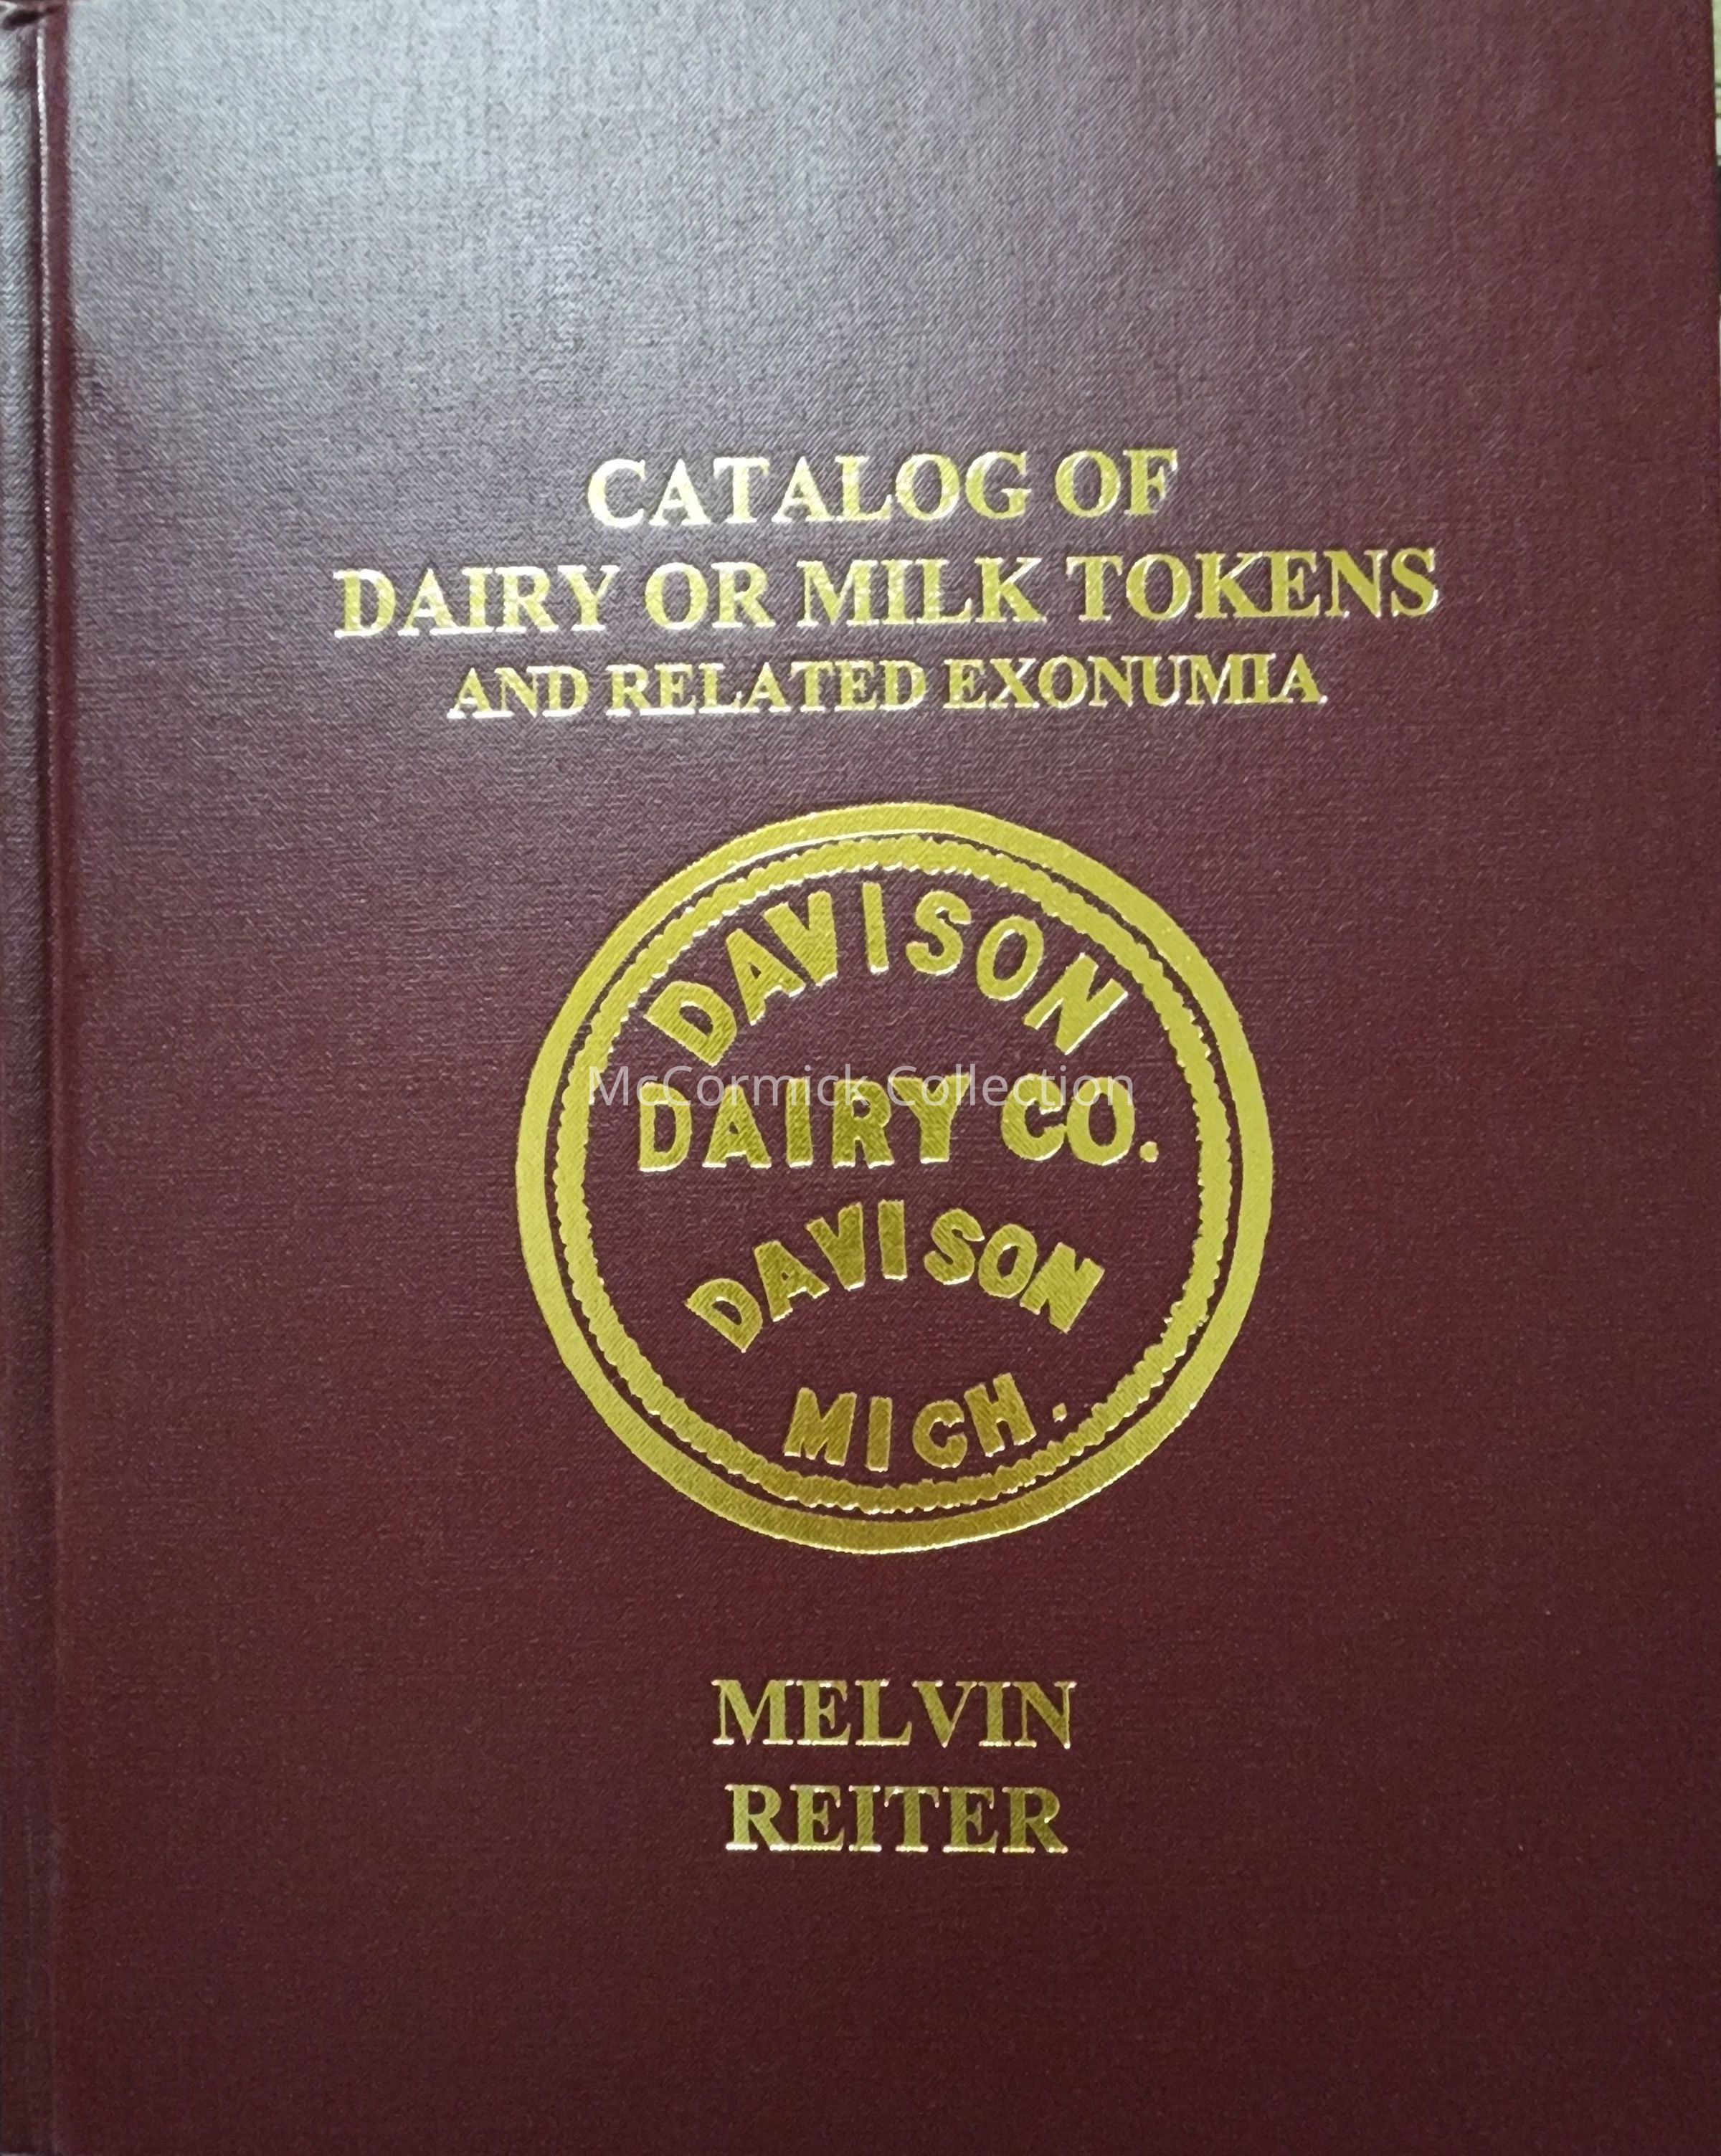 CATALOG OF
DAIRY OR MILK TOKENS
AND RELATED EXONUMIA
DAVISON
McCormick Collection
DAIRY CO.
DAVISON
MICH.
MELVIN
REITER